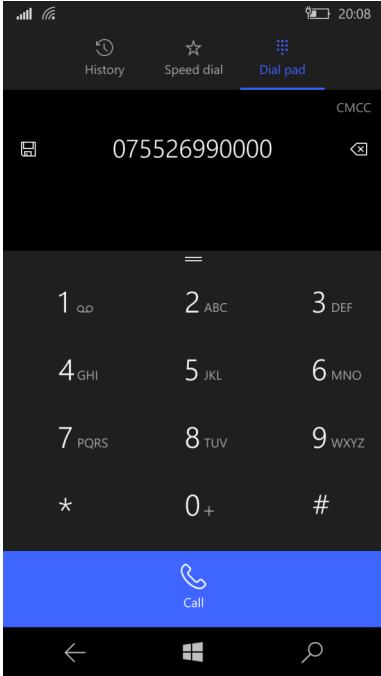 20:08
History Speed dial Dial pad
CMCC
075526990000
1 2 ABC 3 DEF
4 GHI 5 JKL 6 MNO
7 PQRS 8 TUV 9 WXYZ
* 0 + #
Call